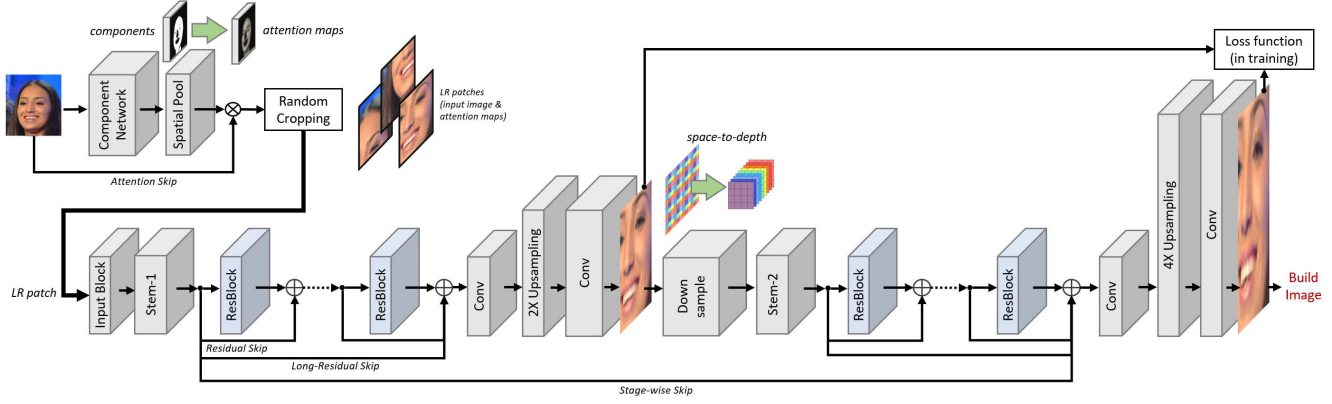 components
attention maps
Component
Network
Spatial Pool
Random
Cropping
LR patches
(input image &
attention maps)
Attention Skip
Loss function
(in training)
space-to-depth
LR patch
Input Block
Stem-1
ResBlock
ResBlock
Conv
2X Upsampling
Conv
Down
sample
Stem-2
ResBlock
ResBlock
Conv
4X Upsampling
Conv
Build
Image
Residual Skip
Long-Residual Skip
Stage-wise Skip